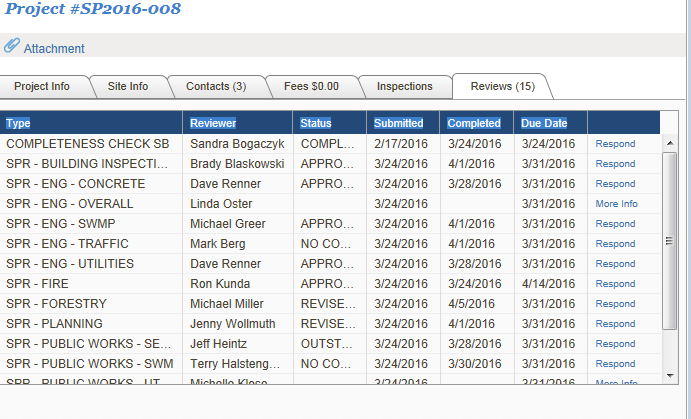 Project #SP2016-008
Attachment
Project Info Site Info Contacts (3) Fees $0.00 Inspections Reviews (15)
Type Reviewer Status Submitted Completed Due Date
COMPLETENESS CHECK SB Sandra Bogaczyk COMPL... 2/17/2016 3/24/2016 3/24/2016 Respond
SPR - BUILDING INSPECTI... Brady Blaskowski APPRO... 3/24/2016 4/1/2016 3/31/2016 Respond
SPR - ENG - CONCRETE Dave Renner APPRO... 3/24/2016 3/28/2016 3/31/2016 Respond
SPR - ENG - OVERALL Linda Oster 3/24/2016 3/31/2016 More Info
SPR - ENG - SWMP Michael Greer APPRO... 3/24/2016 4/1/2016 3/31/2016 Respond
SPR - ENG - TRAFFIC Mark Berg NO CO... 3/24/2016 4/1/2016 3/31/2016 Respond
SPR - ENG - UTILITIES Dave Renner APPRO... 3/24/2016 3/28/2016 3/31/2016 Respond
SPR - FIRE Ron Kunda APPRO... 3/24/2016 3/24/2016 4/14/2016 Respond
SPR - FORESTRY Michael Miller REVISE... 3/24/2016 4/5/2016 3/31/2016 Respond
SPR - PLANNING Jenny Wollmuth REVISE... 3/24/2016 4/1/2016 3/31/2016 Respond
SPR - PUBLIC WORKS - SE... Jeff Heintz OUTST... 3/24/2016 3/28/2016 3/31/2016 Respond
SPR - PUBLIC WORKS - SWM Terry Halsteng... NO CO... 3/24/2016 3/30/2016 3/31/2016 Respond
SPR - PUBLIC WORKS - UT Michelle Klose 3/24/2016 3/31/2016 More Info